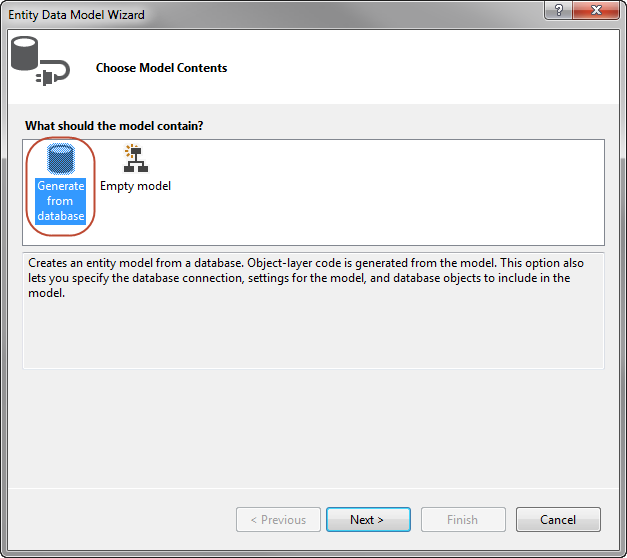 Entity Data Model Wizard
?
Choose Model Contents
What should the model contain?
Generate
from
database
Empty model
Creates an entity model from a database. Object-layer code is generated from the model. This option also
lets you specify the database connection, settings for the model, and database objects to include in the
model.
< Previous
Next >
Finish
Cancel